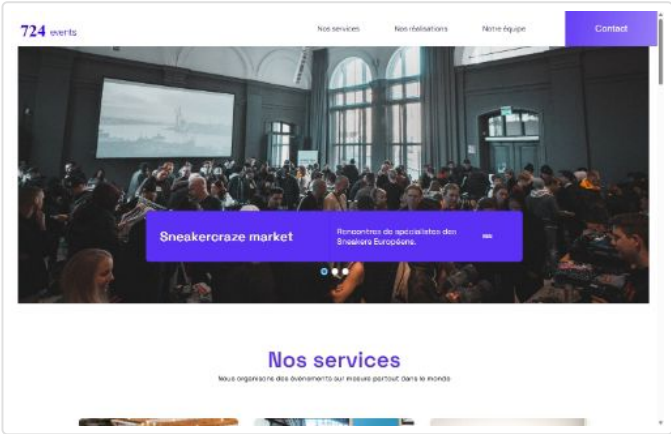 724 events
Nos services
Nos réalisations
Notre équipe
Contact
Sneakercraze market
Rencontres de spécialistes des
Sneakers Européens.
Nos services
Nous organisons des événements sur mesure partout dans le monde